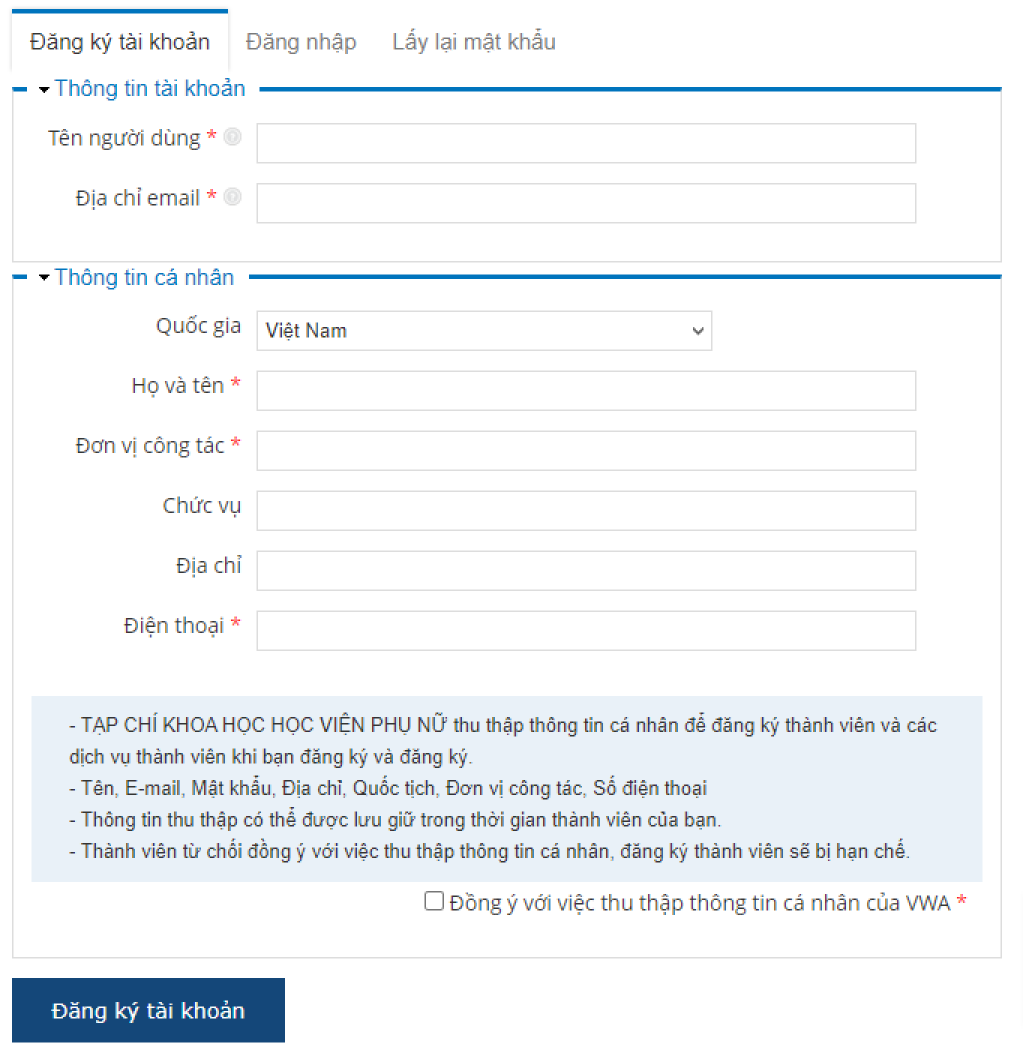 Đăng ký tài khoản Đăng nhập Lấy lại mật khẩu
Thông tin tài khoản
Tên người dùng *
Địa chỉ email *
Thông tin cá nhân
Quốc gia Việt Nam
Họ và tên *
Đơn vị công tác *
Chức vụ
Địa chỉ
Điện thoại *
- TẠP CHÍ KHOA HỌC HỌC VIỆN PHỤ NỮ thu thập thông tin cá nhân để đăng ký thành viên và các
dịch vụ thành viên khi bạn đăng ký và đăng ký.
- Tên, E-mail, Mật khẩu, Địa chỉ, Quốc tịch, Đơn vị công tác, Số điện thoại
- Thông tin thu thập có thể được lưu giữ trong thời gian thành viên của bạn.
- Thành viên từ chối đồng ý với việc thu thập thông tin cá nhân, đăng ký thành viên sẽ bị hạn chế.
Đồng ý với việc thu thập thông tin cá nhân của VWA *
Đăng ký tài khoản